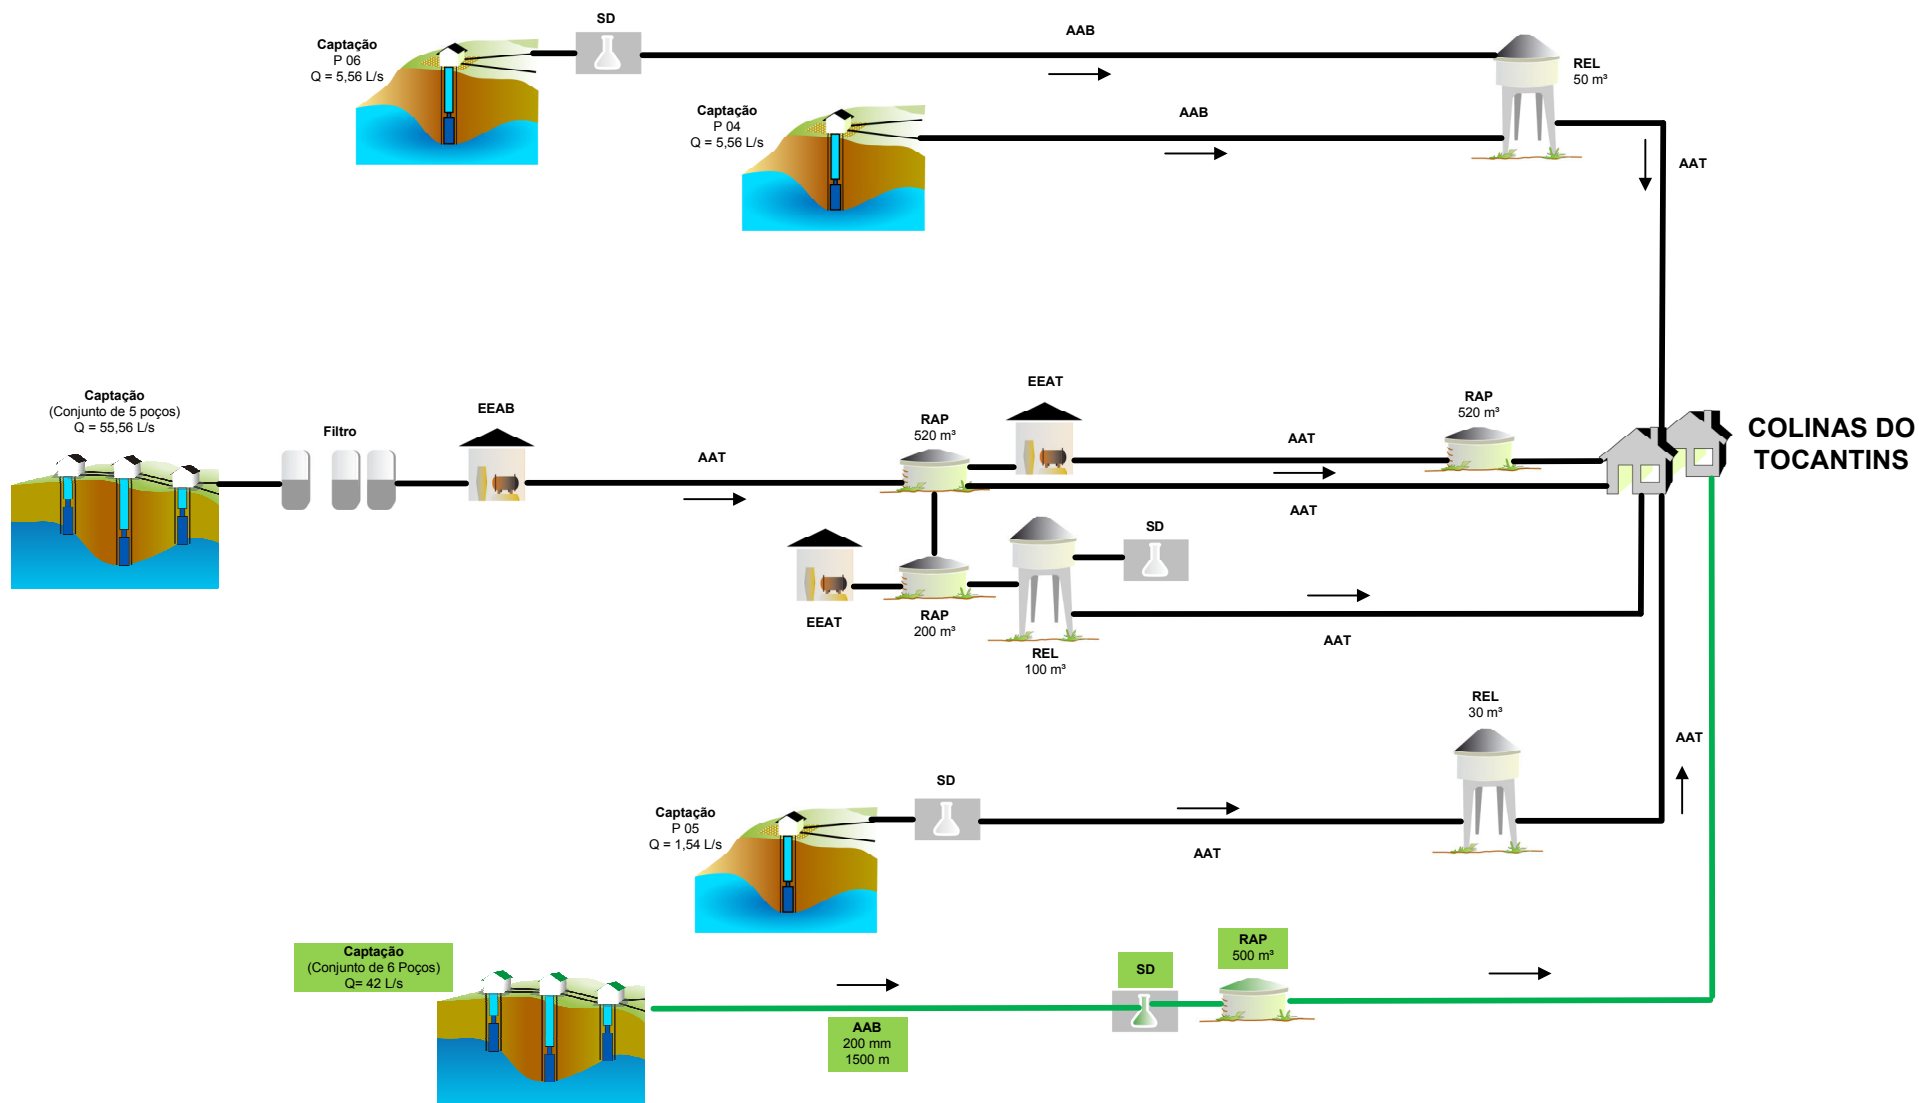 SD
Captação
P 06
Q = 5,56 L/s
AAB
REL
50 m³
Captação
P 04
Q = 5,56 L/s
AAB
AAT
Captação
(Conjunto de 5 poços)
Q = 55,56 L/s
Filtro
EEAB
AAT
RAP
520 m³
EEAT
AAT
RAP
520 m³
COLINAS DO
TOCANTINS
AAT
SD
EEAT
RAP
200 m³
REL
100 m³
AAT
REL
30 m³
AAT
SD
Captação
P 05
Q = 1,54 L/s
AAT
Captação
(Conjunto de 6 Poços)
Q= 42 L/s
AAB
200 mm
1500 m
SD
RAP
500 m³